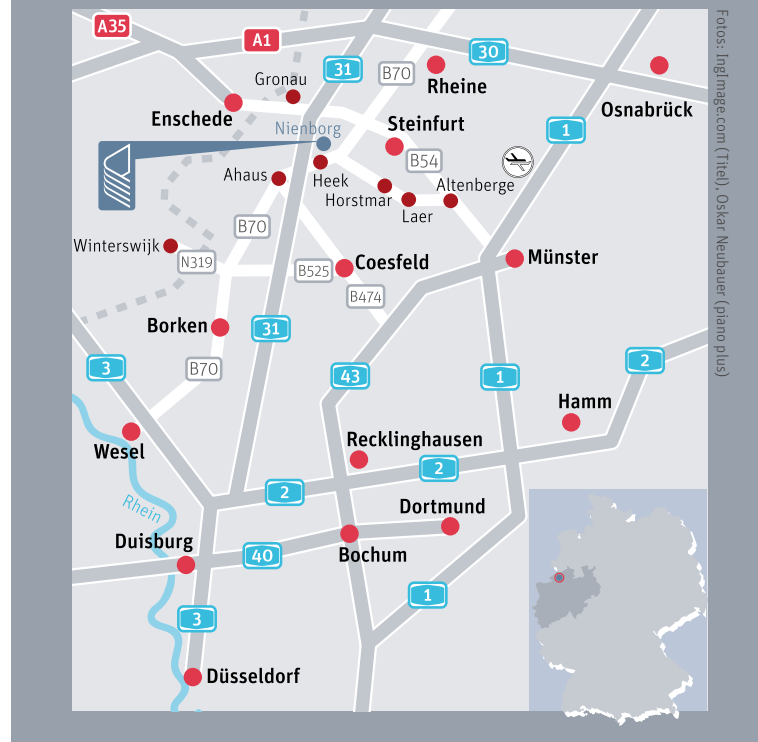 A35
A1
30
31
B70
Gronau
Rheine
Osnabrück
Enschede
Nienborg
Steinfurt
1
B54
Ahaus
Heek
Altenberge
Horstmar
Laer
B70
Winterswijk
N319
B525
Coesfeld
Münster
B474
Borken
31
3
B70
43
1
2
Hamm
Wesel
Recklinghausen
2
2
Rhein
Dortmund
Duisburg
40
Bochum
1
3
Düsseldorf
Fotos: IngImage.com (Titel), Oskar Neubauer (piano plus)